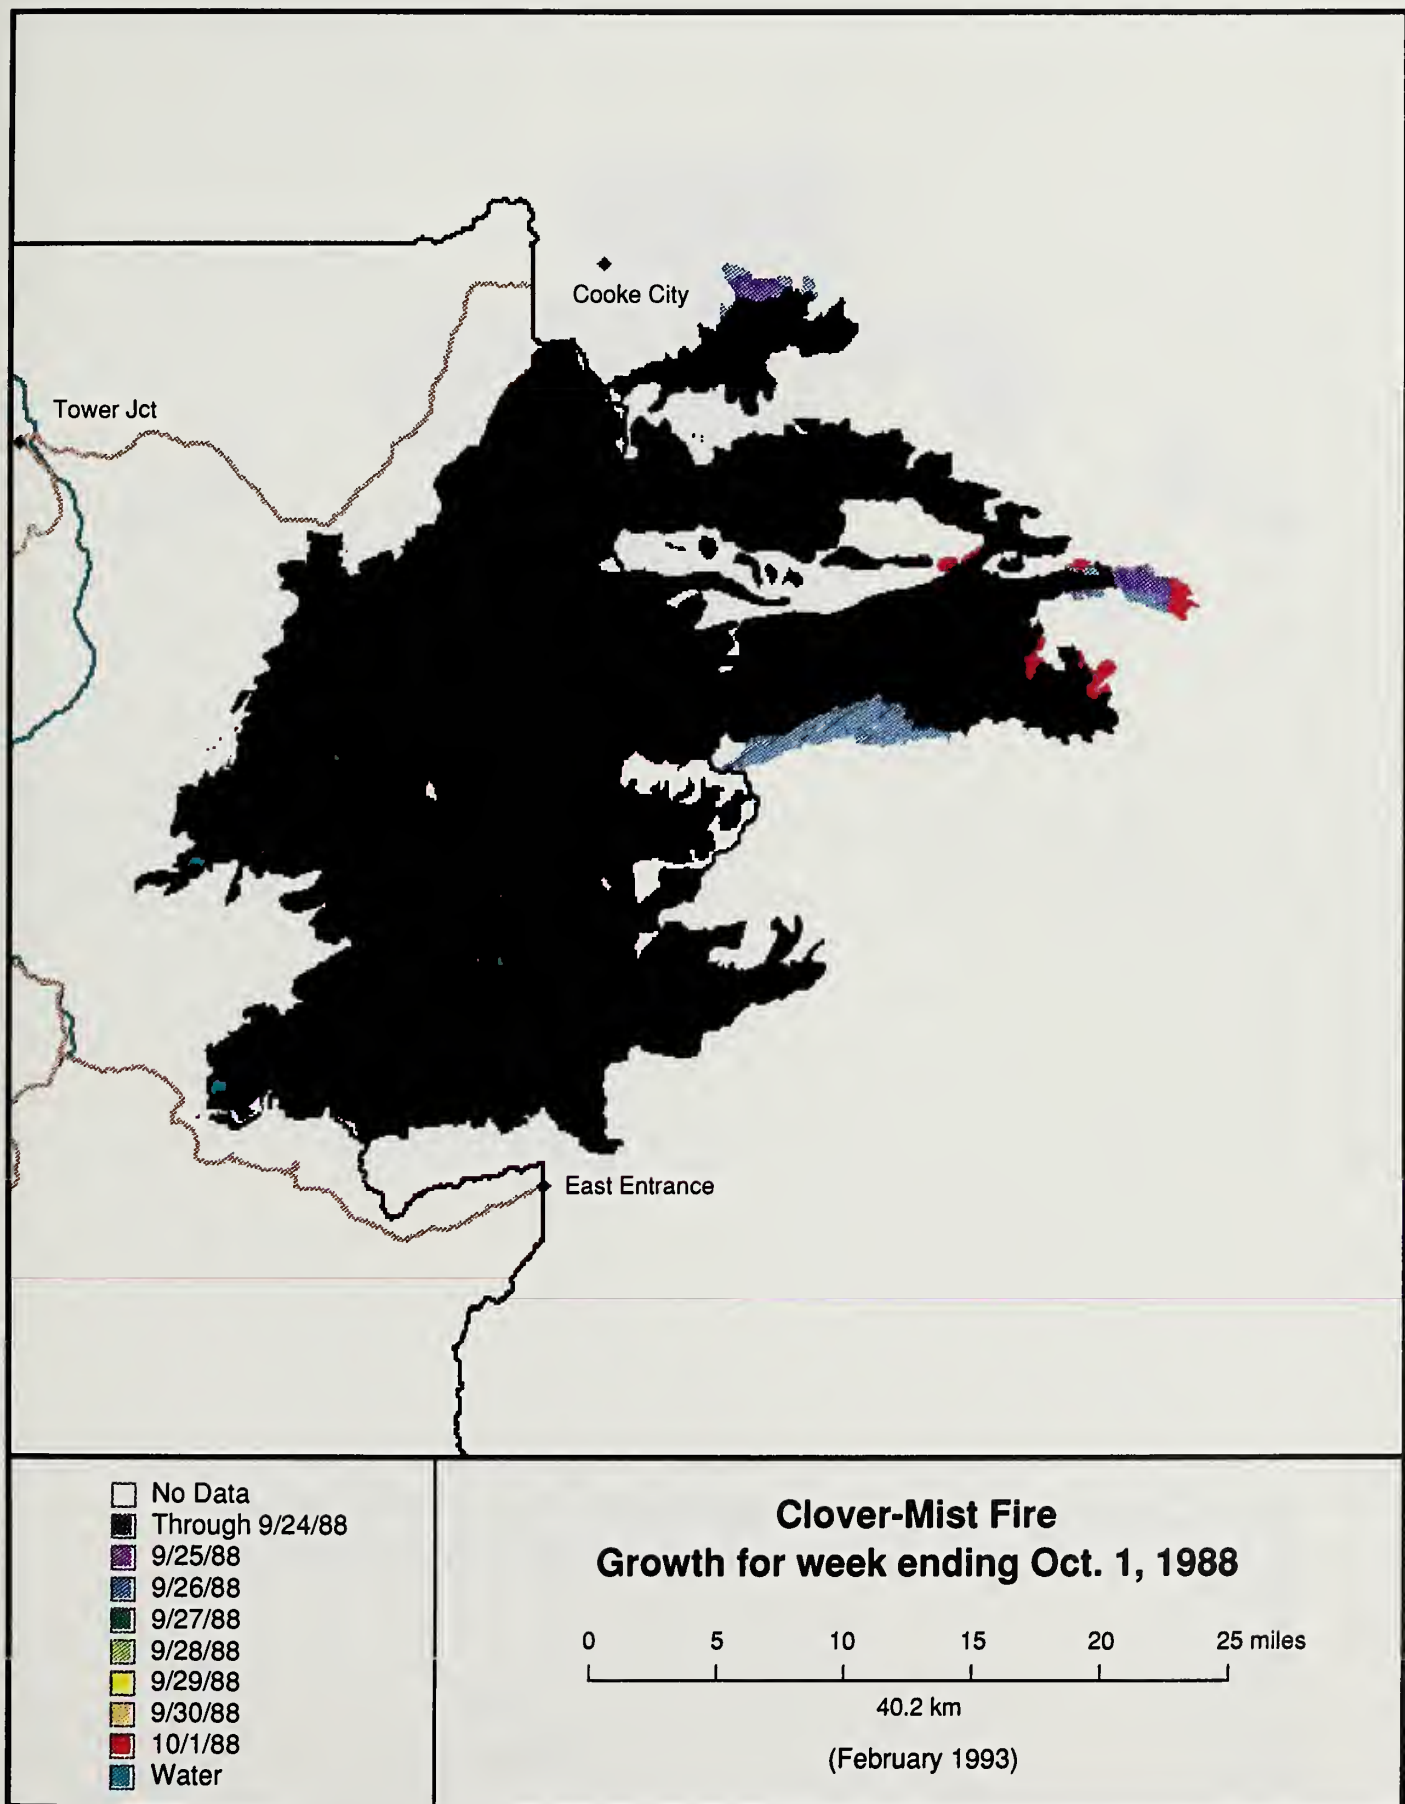 Cooke City
Tower Jct
East Entrance
No Data
Through 9/24/88
9/25/88
9/26/88
9/27/88
9/28/88
9/29/88
9/30/88
10/1/88
Water
Clover-Mist Fire
Growth for week ending Oct. 1, 1988
0 5 10 15 20 25 miles
40.2 km
(February 1993)